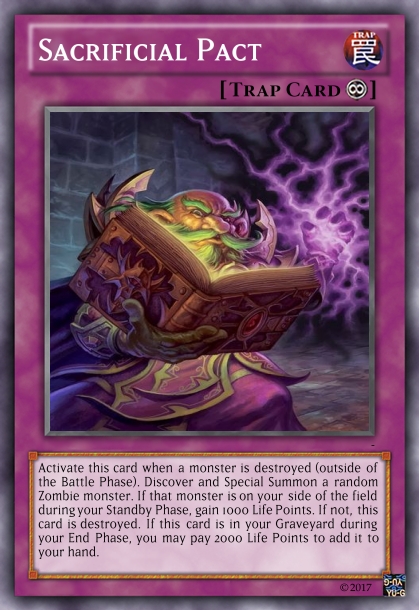 SACRIFICIAL PACT
TRAP
罠
[TRAP CARD]
Activate this card when a monster is destroyed (outside of
the Battle Phase). Discover and Special Summon a random
Zombie monster. If that monster is on your side of the field
during your Standby Phase, gain 1000 Life Points. If not, this
card is destroyed. If this card is in your Graveyard during
your End Phase, you may pay 2000 Life Points to add it to
your hand.
©2017
YU-G